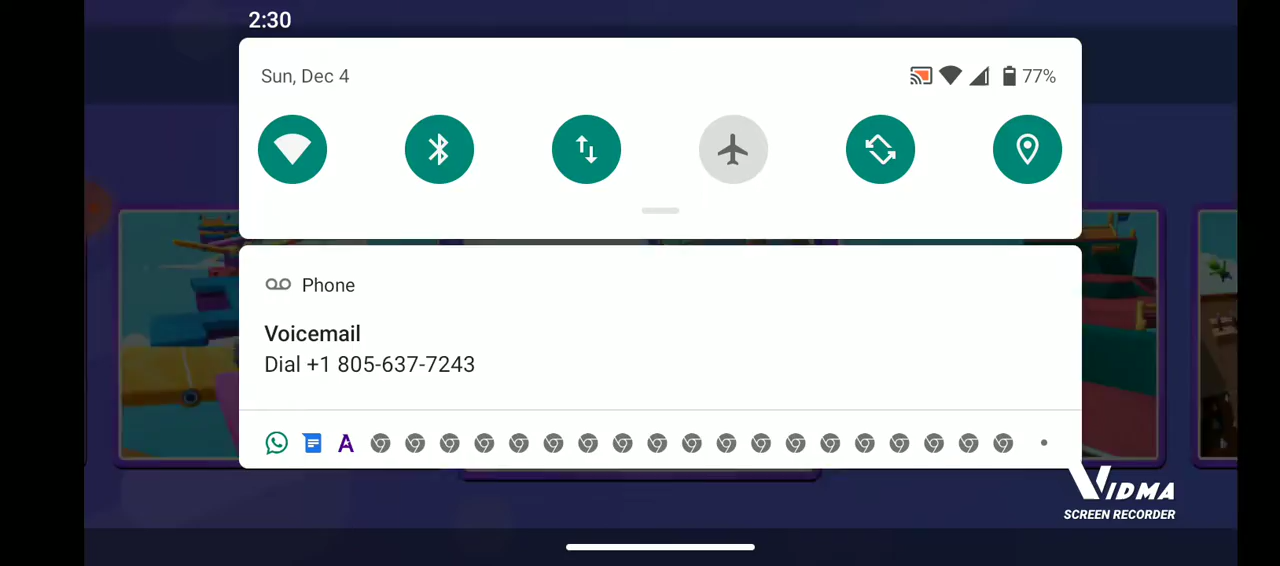 2:30
Sun, Dec 4
77%
Phone
Voicemail
Dial +1 805-637-7243
A
VIDMA
SCREEN RECORDER